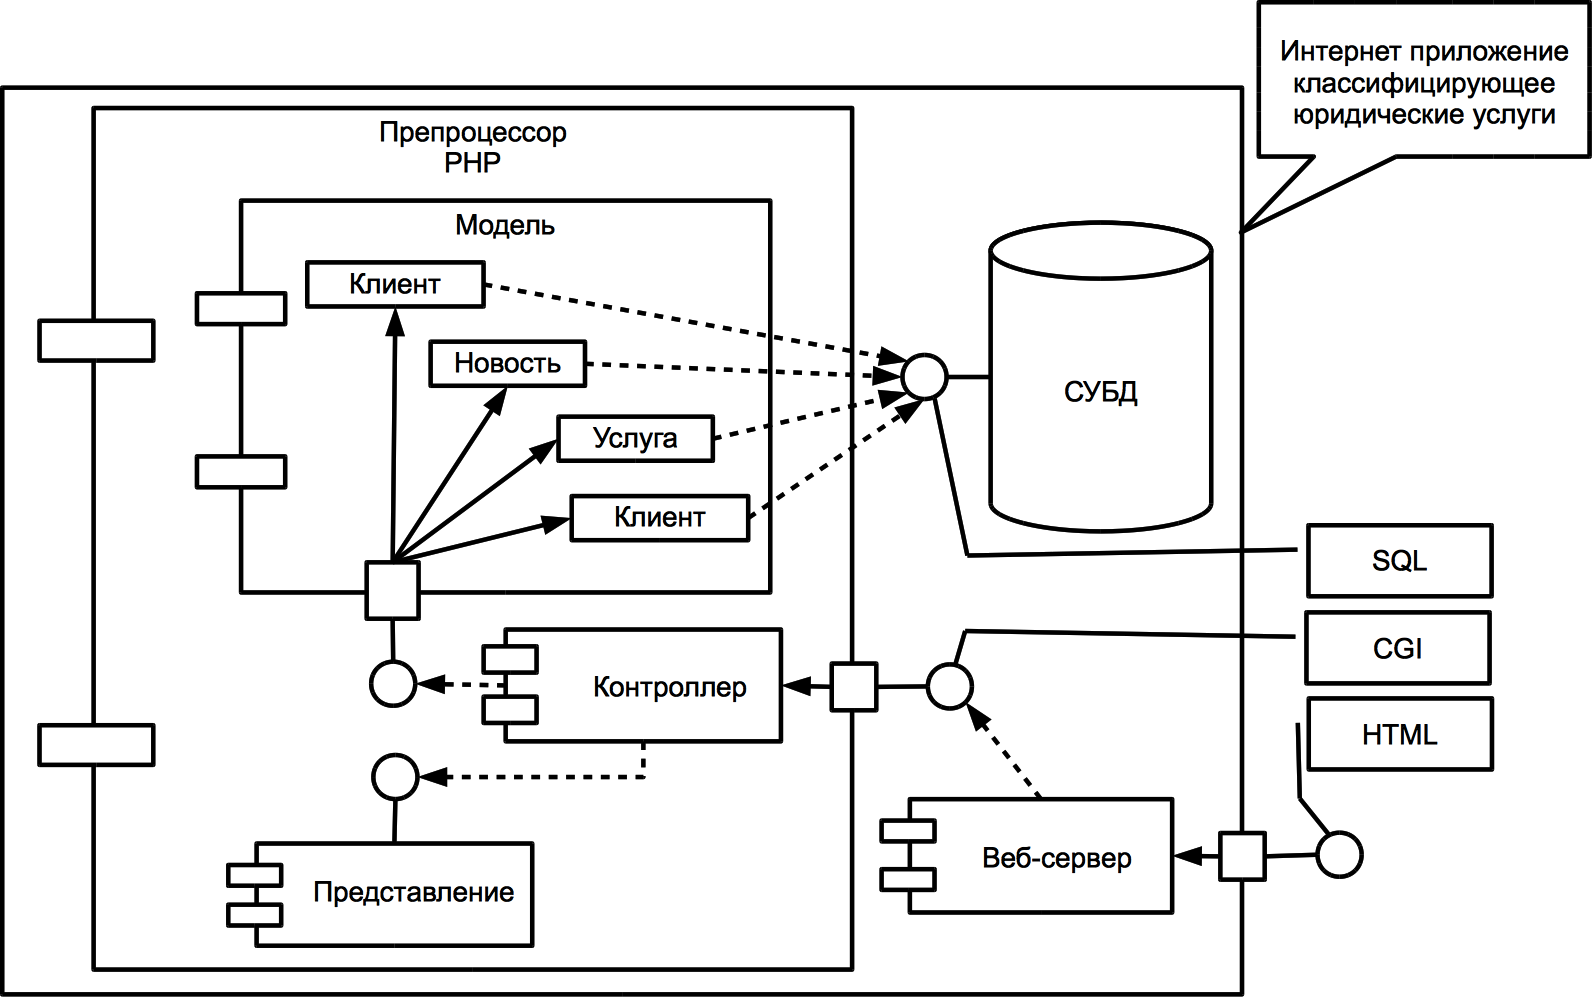 Интернет приложение
классифицирующее
юридические услуги
Препроцессор
PHP
Модель
Клиент
Новость
Услуга
Клиент
СУБД
SQL
CGI
HTML
Контроллер
Веб-сервер
Представление